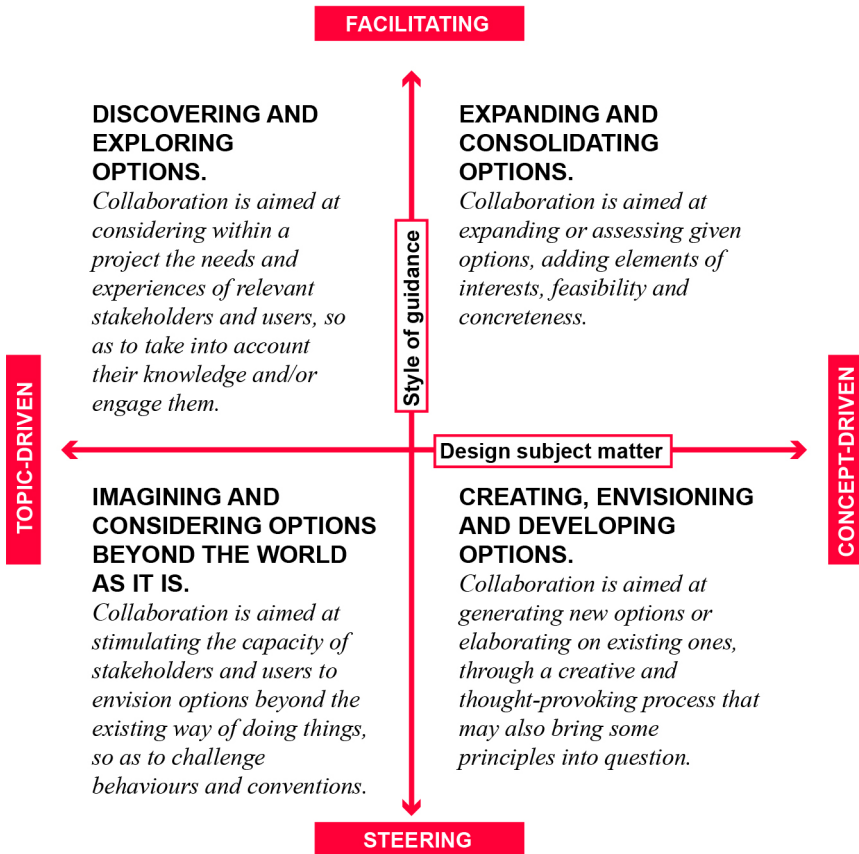 FACILITATING
DISCOVERING AND
EXPLORING
OPTIONS.
Collaboration is aimed at
considering within a
project the needs and
experiences of relevant
stakeholders and users, so
as to take into account
their knowledge and/or
engage them.
EXPANDING AND
CONSOLIDATING
OPTIONS.
Collaboration is aimed at
expanding or assessing given
options, adding elements of
interests, feasibility and
concreteness.
Style of guidance
TOPIC-DRIVEN
Design subject matter
CONCEPT-DRIVEN
IMAGINING AND
CONSIDERING OPTIONS
BEYOND THE WORLD
AS IT IS.
Collaboration is aimed at
stimulating the capacity of
stakeholders and users to
envision options beyond the
existing way of doing things,
so as to challenge
behaviours and conventions.
CREATING, ENVISIONING
AND DEVELOPING
OPTIONS.
Collaboration is aimed at
generating new options or
elaborating on existing ones,
through a creative and
thought-provoking process that
may also bring some
principles into question.
STEERING